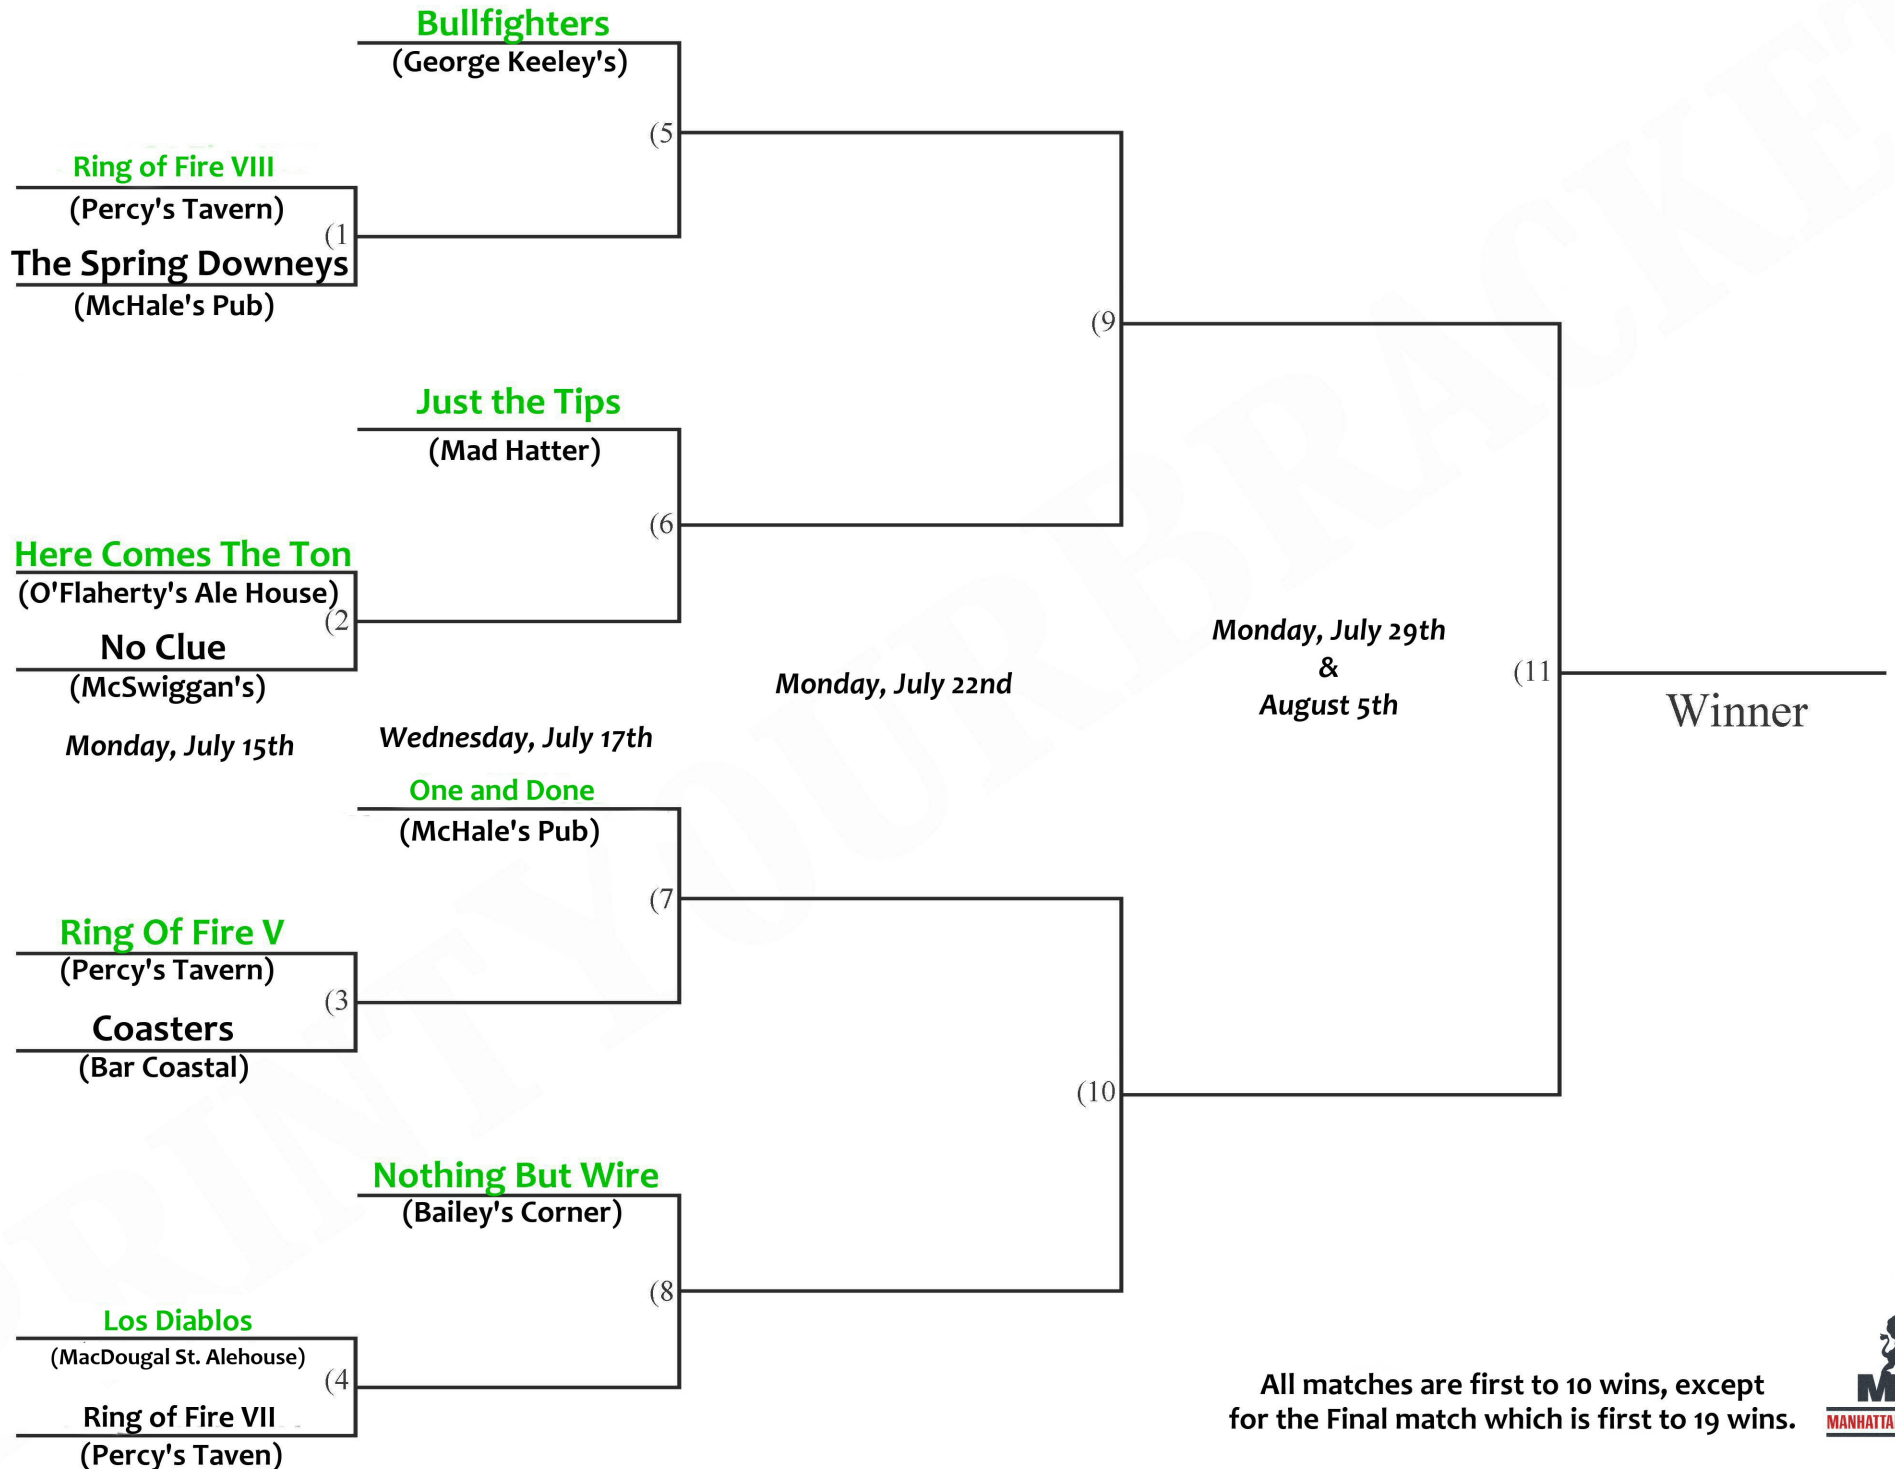 Bullfighters
(George Keeley's)
(5
Ring of Fire VIII
(Percy's Tavern)
(1
The Spring Downeys
(McHale's Pub)
(9
Just the Tips
(Mad Hatter)
(6
Here Comes The Ton
(O'Flaherty's Ale House)
(2
No Clue
(McSwiggan's)
Monday, July 15th
Wednesday, July 17th
Monday, July 22nd
Monday, July 29th
&
August 5th
(11
Winner
One and Done
(McHale's Pub)
(7
Ring Of Fire V
(Percy's Tavern)
(3
Coasters
(Bar Coastal)
(10
Nothing But Wire
(Bailey's Corner)
(8
Los Diablos
(MacDougal St. Alehouse)
(4
Ring of Fire VII
(Percy's Taven)
All matches are first to 10 wins, except
for the Final match which is first to 19 wins.
PRINTYOURBRACKET